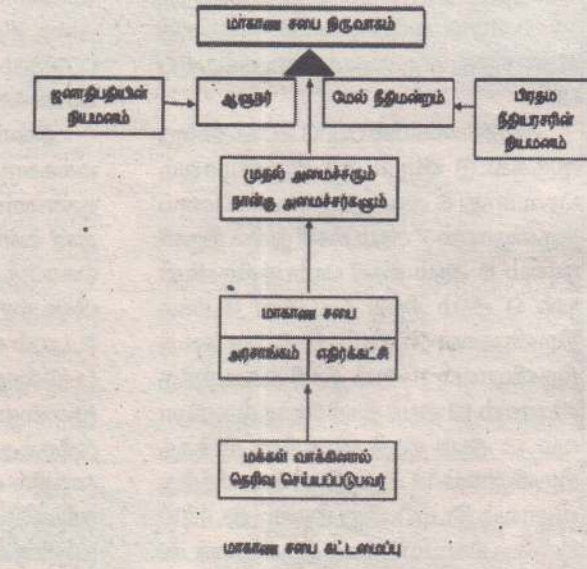 மாகாண சபை நிருவாகம்
ஜனாதிபதியின்
நியமனம்
ஆளுநர்
மேல் நீதிமன்றம்
பிரதம
நீதியரசரின்
நியமனம்
முதல் அமைச்சரும்
நான்கு அமைச்சர்களும்
மாகாண சபை
அரசாங்கம்
எதிர்க்கட்சி
மக்கள் வாக்கினால்
தெரிவு செய்யப்படுபவர்
மாகாண சபை கட்டமைப்பு